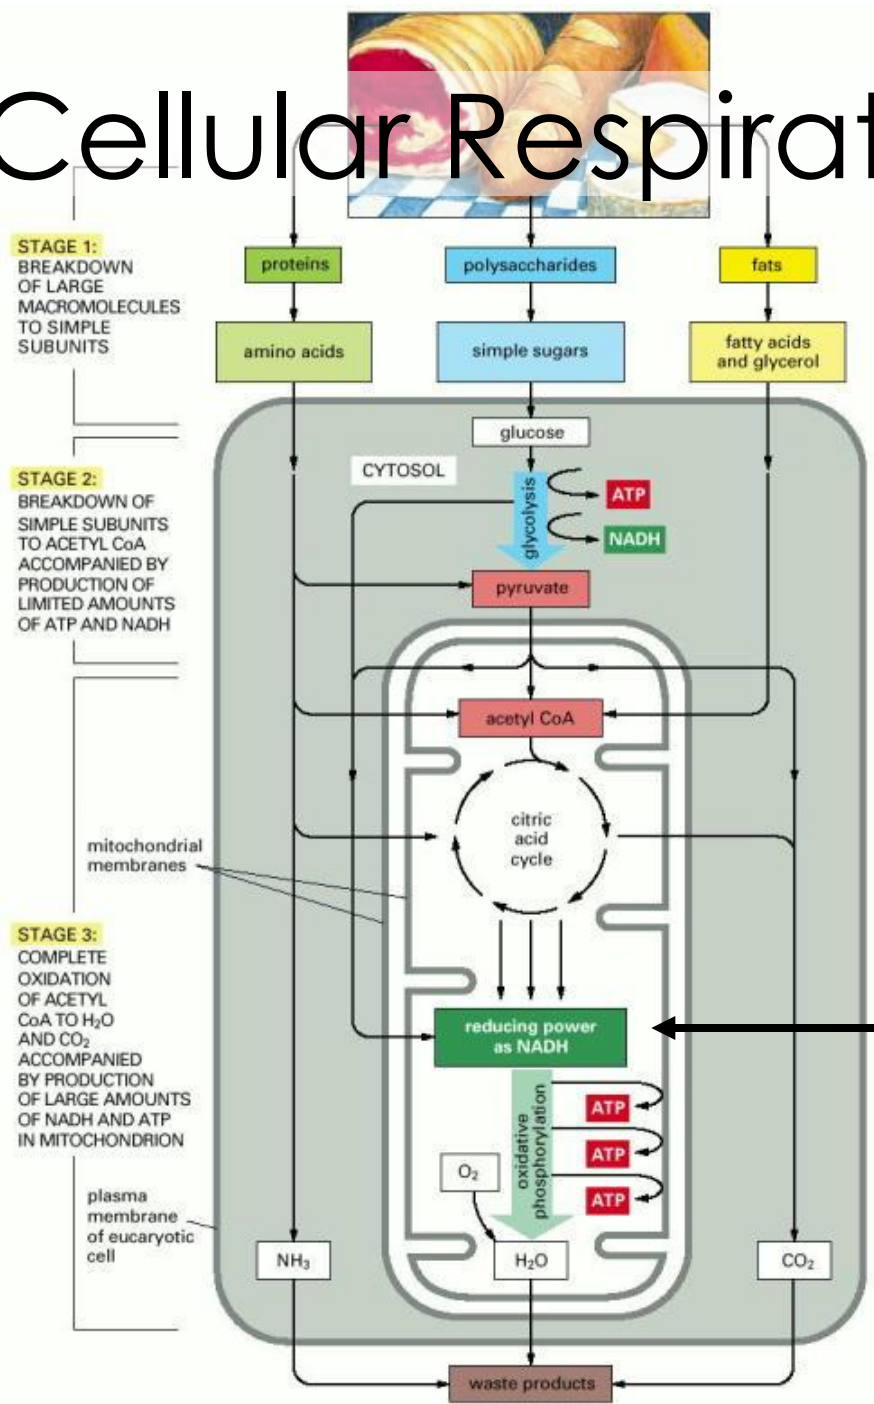 Cellular Respirat
STAGE 1:
BREAKDOWN
OF LARGE
MACROMOLECULES
TO SIMPLE
SUBUNITS
proteins
polysaccharides
fats
amino acids
simple sugars
fatty acids
and glycerol
glucose
CYTOSOL
STAGE 2:
BREAKDOWN OF
SIMPLE SUBUNITS
TO ACETYL CoA
ACCOMPANIED BY
PRODUCTION OF
LIMITED AMOUNTS
OF ATP AND NADH
glycolysis
ATP
NADH
pyruvate
acetyl CoA
citric
acid
cycle
mitochondrial
membranes
STAGE 3:
COMPLETE
OXIDATION
OF ACETYL
CoA TO H₂O
AND CO₂
ACCOMPANIED
BY PRODUCTION
OF LARGE AMOUNTS
OF NADH AND ATP
IN MITOCHONDRION
reducing power
as NADH
oxidative
phosphorylation
ATP
ATP
ATP
O₂
plasma
membrane
of eucaryotic
cell
NH₃
H₂O
CO₂
waste products